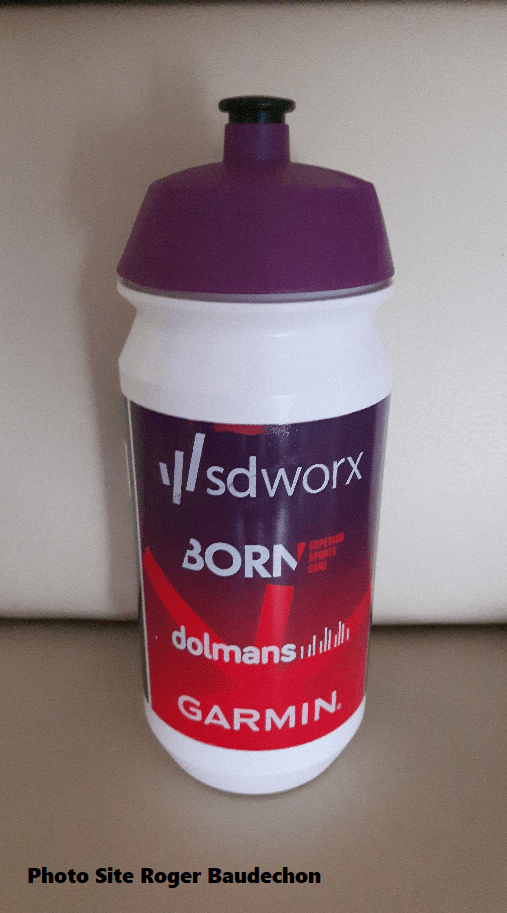 sdworx
BORN SUPERIOR
SPORTS
CARE
dolmans
GARMIN®
Photo Site Roger Baudechon